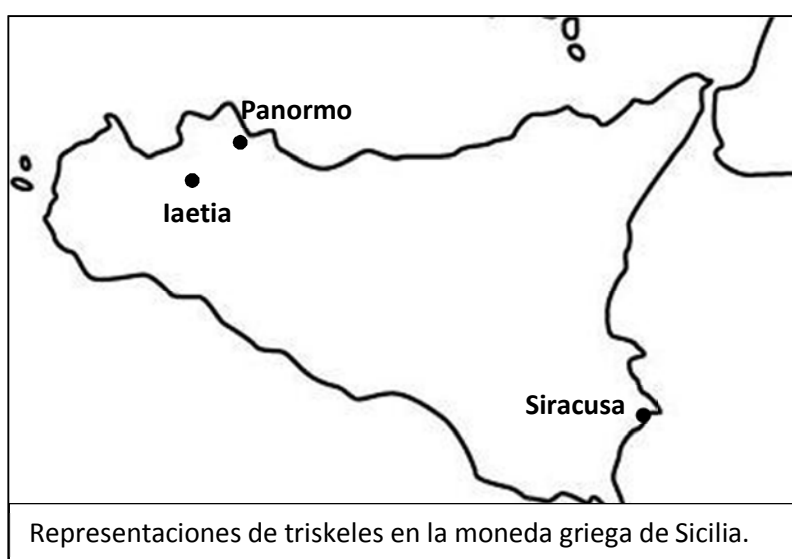 Panormo
Iaetia
Siracusa
Representaciones de triskeles en la moneda griega de Sicilia.